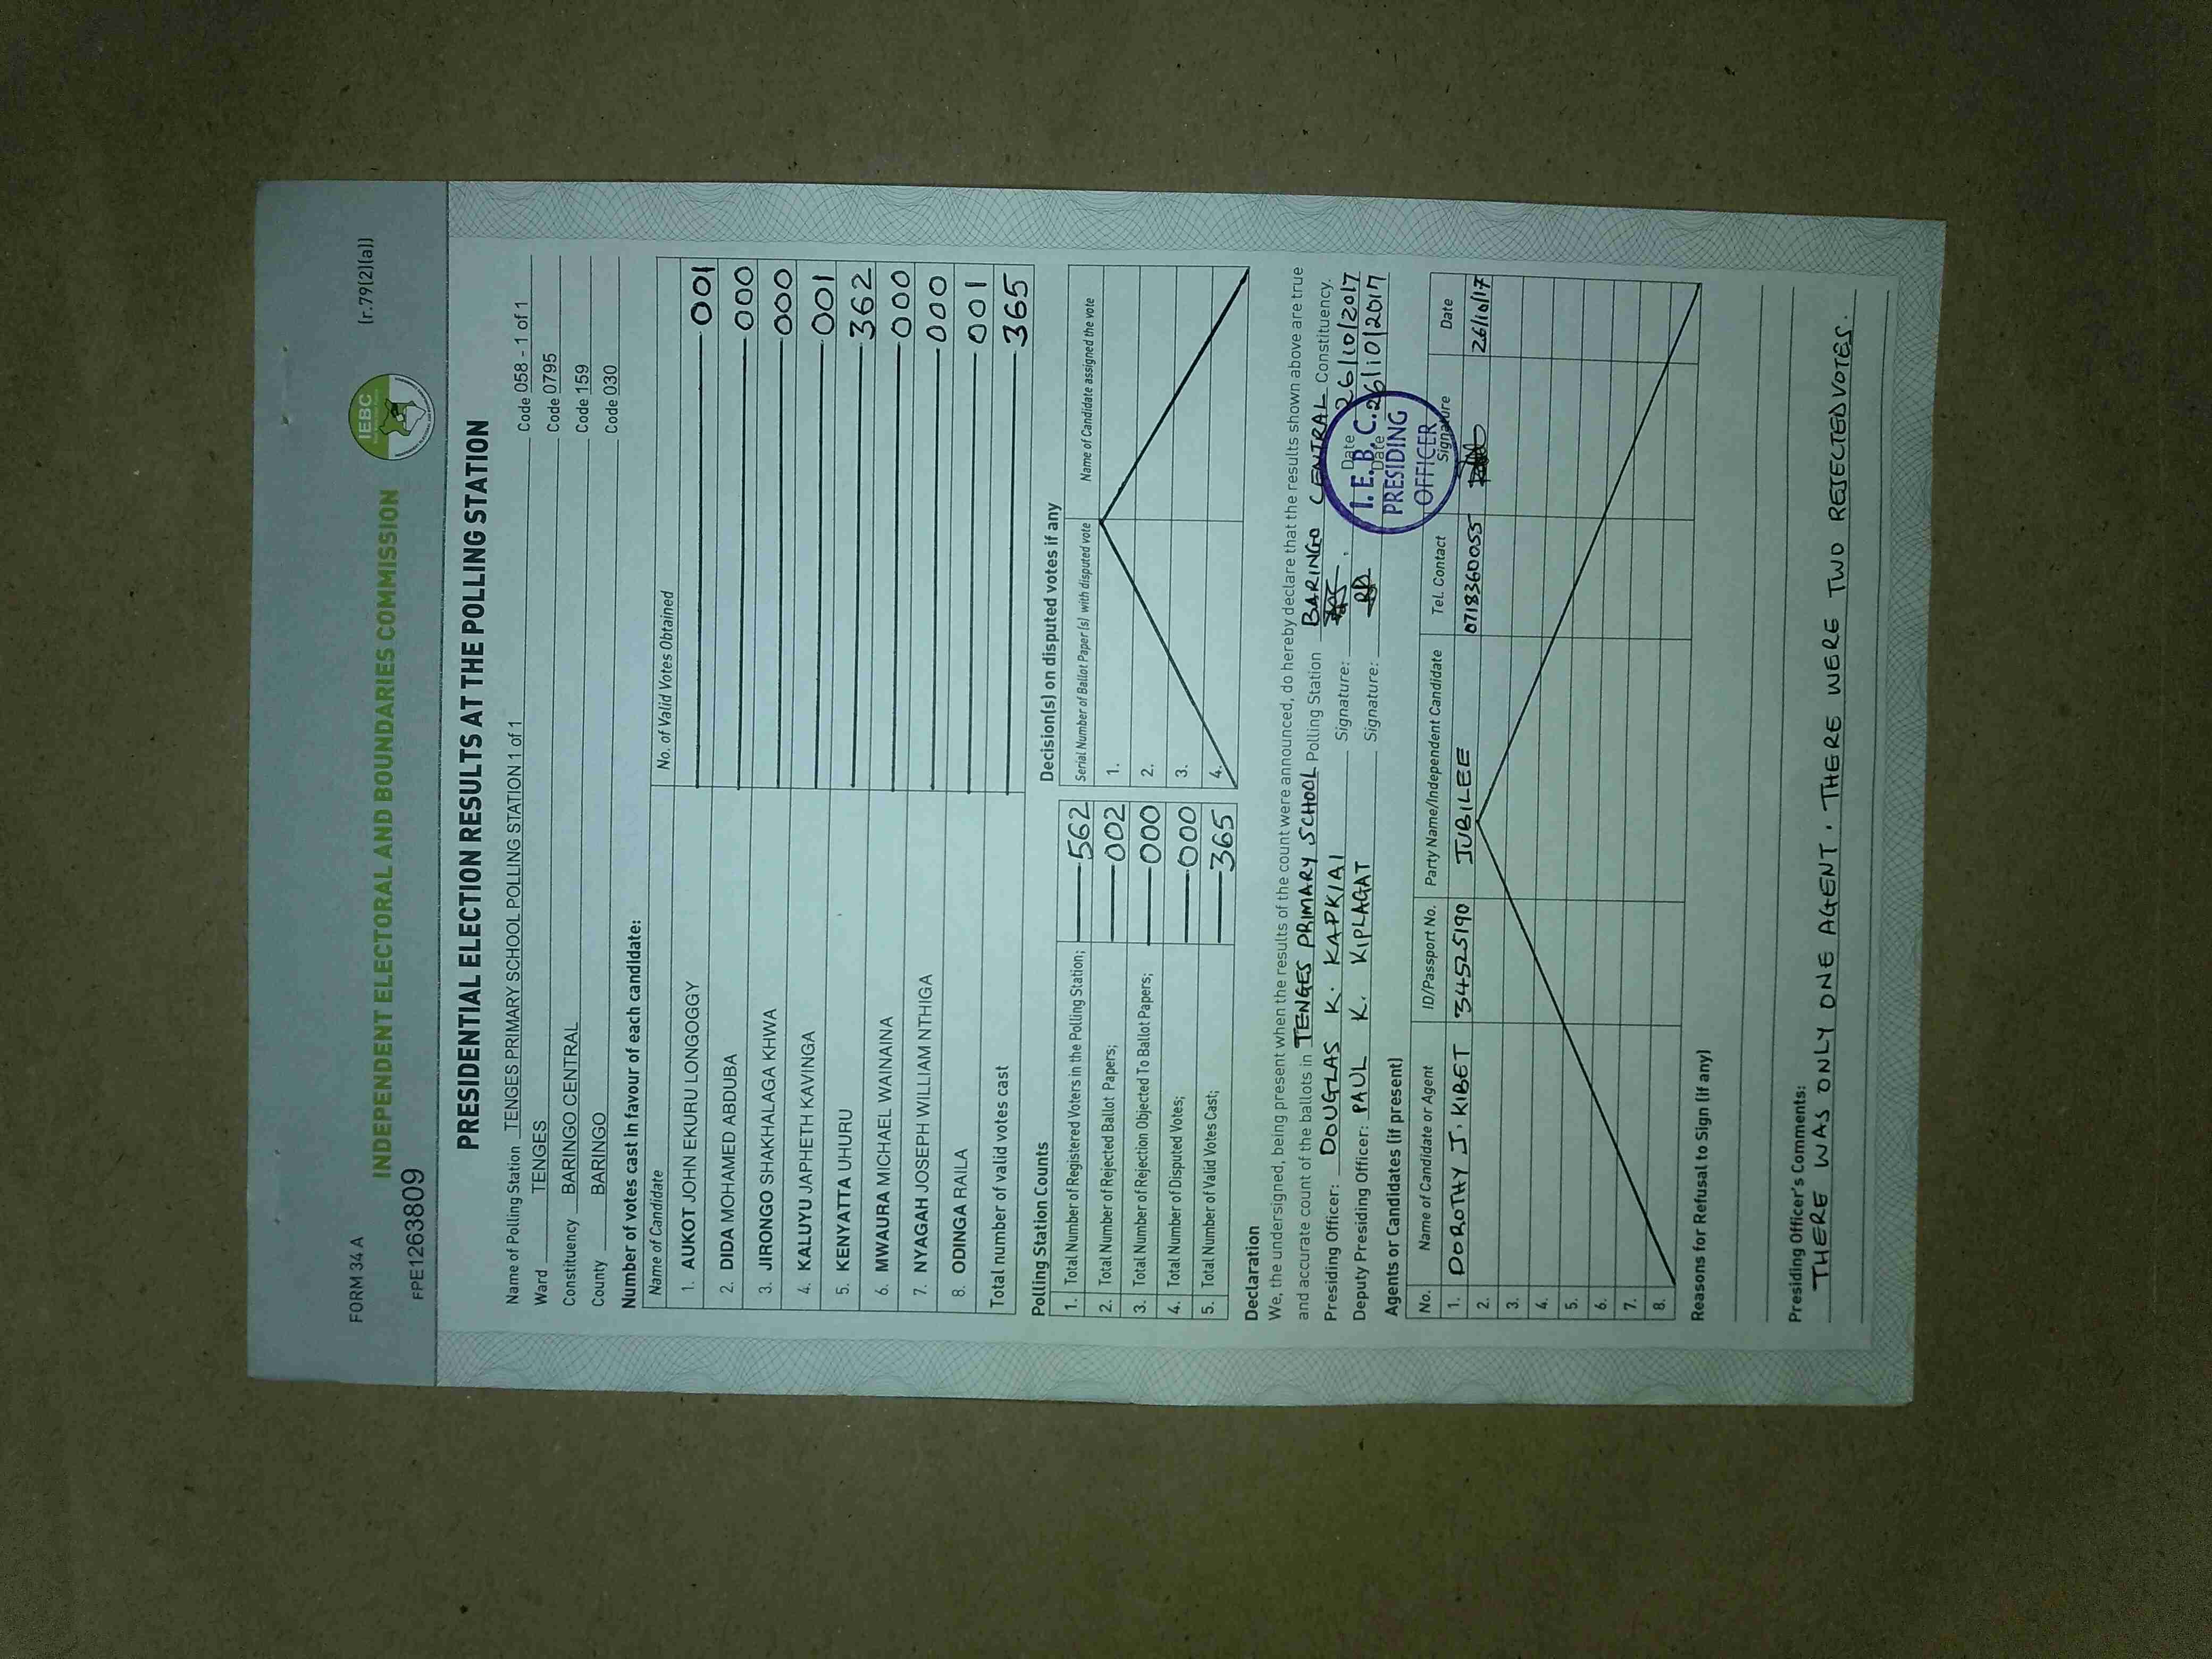 FORM 34 A
(r.79(2)(a))
FPE1263809
IEBC
INDEPENDENT ELECTORAL AND BOUNDARIES COMMISSION
PRESIDENTIAL ELECTION RESULTS AT THE POLLING STATION
Name of Polling Station TENGES PRIMARY SCHOOL POLLING STATION 1 of 1 Code 058 - 1 of 1
Ward TENGES Code 0795
Constituency BARINGO CENTRAL Code 159
County BARINGO Code 030
Number of votes cast in favour of each candidate:
Name of Candidate No. of Valid Votes Obtained
1. AUKOT JOHN EKURU LONGOGGY 001
2. DIDA MOHAMED ABDUBA 000
3. JIRONGO SHAKHALAGA KHWA 000
4. KALUYU JAPHETH KAVINGA 001
5. KENYATTA UHURU 362
6. MWAURA MICHAEL WAINAINA 000
7. NYAGAH JOSEPH WILLIAM NTHIGA 000
8. ODINGA RAILA 001
Total number of valid votes cast 365
Polling Station Counts
1. Total Number of Registered Voters in the Polling Station; 562
2. Total Number of Rejected Ballot Papers; 002
3. Total Number of Rejection Objected To Ballot Papers; 000
4. Total Number of Disputed Votes; 000
5. Total Number of Valid Votes Cast; 365
Decision(s) on disputed votes if any
Serial Number of Ballot Paper (s) with disputed vote Name of Candidate assigned the vote
1.
2.
3.
4.
Declaration
We, the undersigned, being present when the results of the count were announced, do hereby declare that the results shown above are true
and accurate count of the ballots in TENGES PRIMARY SCHOOL Polling Station BARINGO CENTRAL Constituency.
Presiding Officer: DOUGLAS K. KAPKIAI Signature: Date 26/10/2017
Deputy Presiding Officer: PAUL K. KIPLAGAT Signature: Date 26/10/2017
I. E. B. C.
PRESIDING
OFFICER
Agents or Candidates (if present)
No. Name of Candidate or Agent ID/Passport No. Party Name/Independent Candidate Tel. Contact Signature Date
1. DOROTHY J. KIBET 34525190 JUBILEE 0718360055 26/10/17
2.
3.
4.
5.
6.
7.
8.
Reasons for Refusal to Sign (if any)
Presiding Officer's Comments:
THERE WAS ONLY ONE AGENT. THERE WERE TWO REJECTED VOTES.